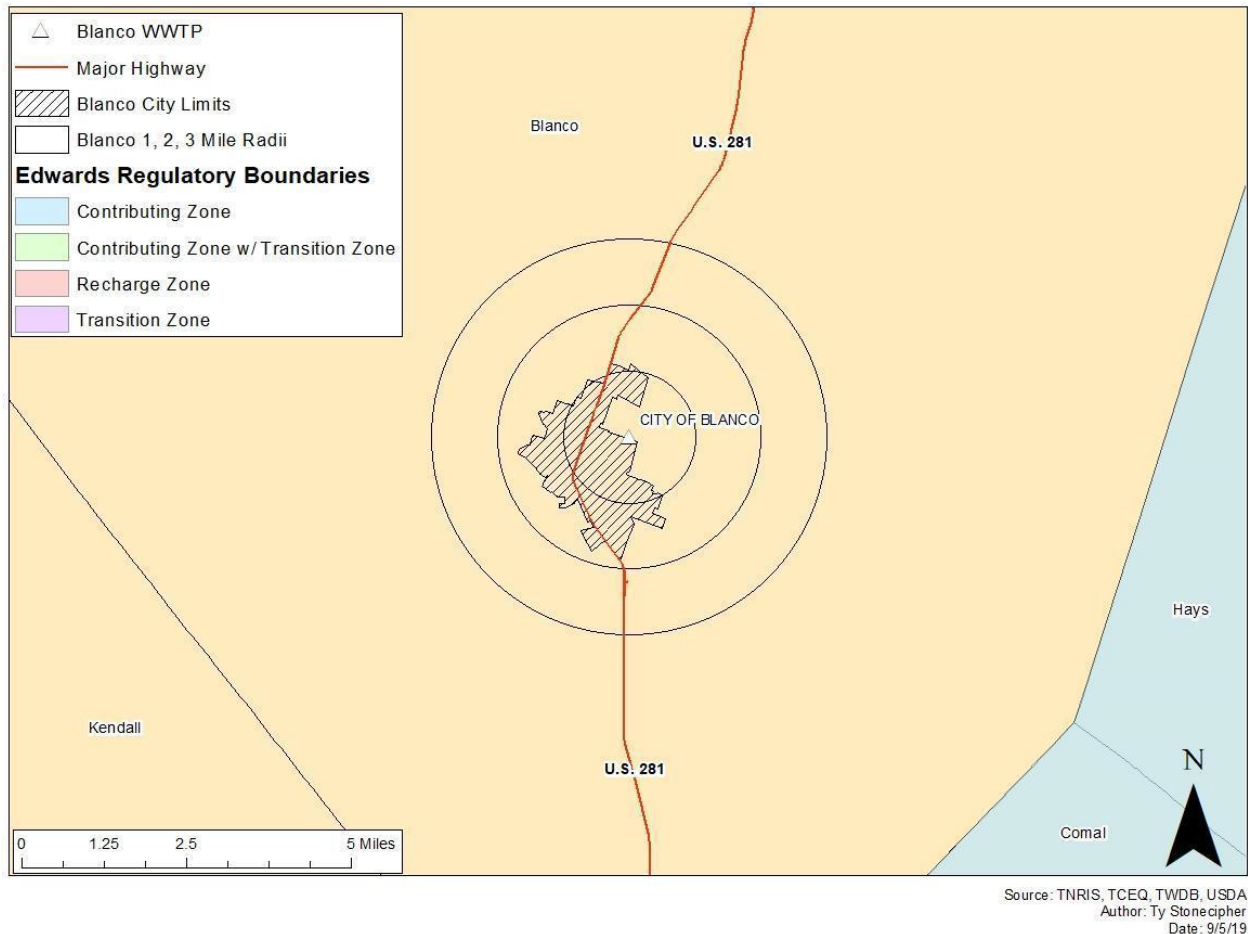 Blanco WWTP
Major Highway
Blanco City Limits
Blanco 1, 2, 3 Mile Radii
Edwards Regulatory Boundaries
Contributing Zone
Contributing Zone w/ Transition Zone
Recharge Zone
Transition Zone
Blanco
U.S. 281
CITY OF BLANCO
Hays
Kendall
U.S. 281
N
Comal
0 1.25 2.5 5 Miles
Source: TNRIS, TCEQ, TWDB, USDA
Author: Ty Stonecipher
Date: 9/5/19